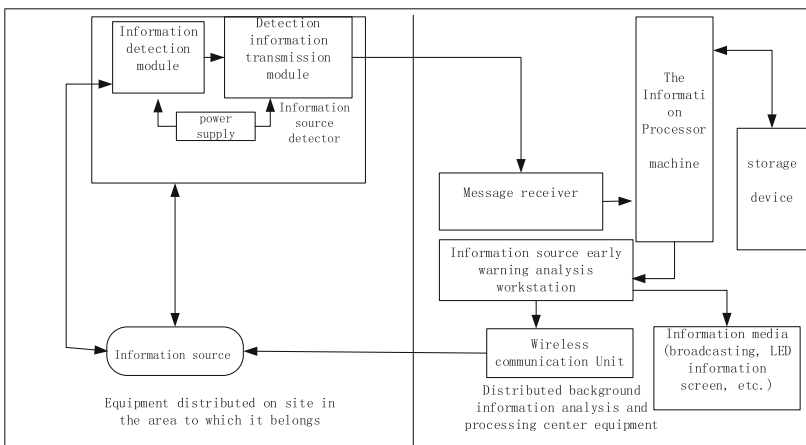 Information
detection
module
Detection
information
transmission
module
power
supply
Information
source
detector
The
Informati
on
Processor
machine
storage
device
Message receiver
Information source early
warning analysis
workstation
Information source
Wireless
communication Unit
Information media
(broadcasting, LED
information
screen, etc.)
Equipment distributed on site in
the area to which it belongs
Distributed background
information analysis and
processing center equipment